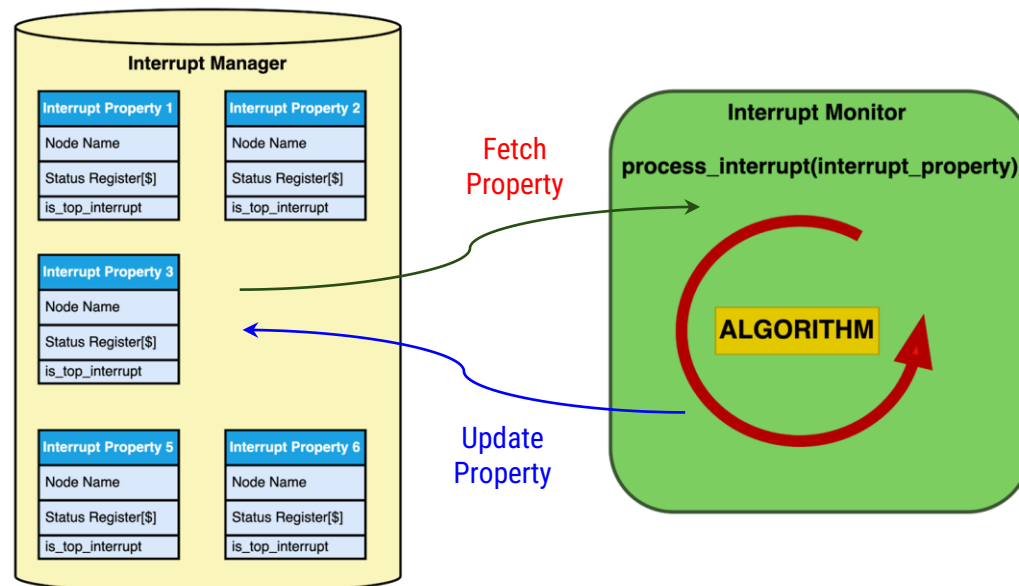 Interrupt Manager
Interrupt Property 1
Node Name
Status Register[$]
is_top_interrupt
Interrupt Property 2
Node Name
Status Register[$]
is_top_interrupt
Interrupt Property 3
Node Name
Status Register[$]
is_top_interrupt
Interrupt Property 5
Node Name
Status Register[$]
is_top_interrupt
Interrupt Property 6
Node Name
Status Register[$]
is_top_interrupt
Fetch
Property
Update
Property
Interrupt Monitor
process_interrupt(interrupt_property)
ALGORITHM